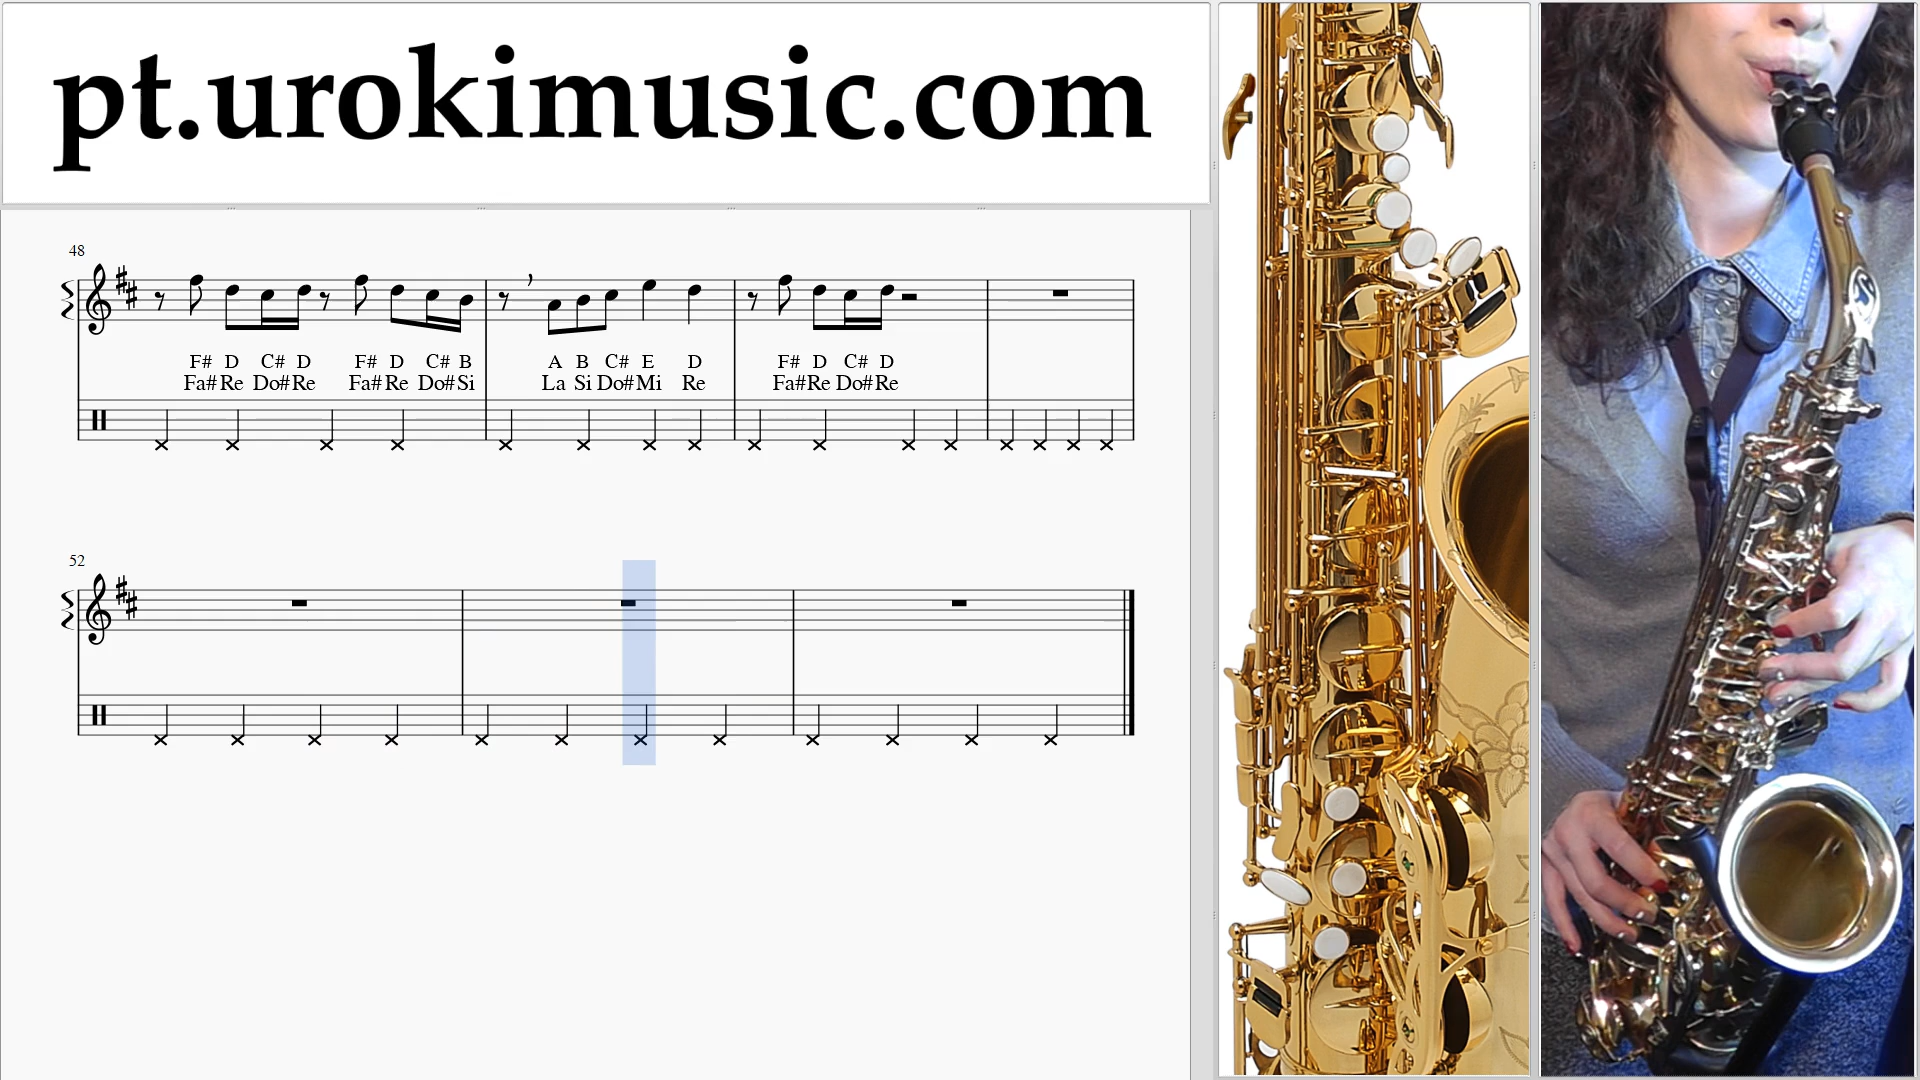 pt.urokimusic.com
48
F# D C# D F# D C# B A B C# E D F# D C# D
Fa# Re Do# Re Fa# Re Do# Si La Si Do# Mi Re Fa# Re Do# Re
52